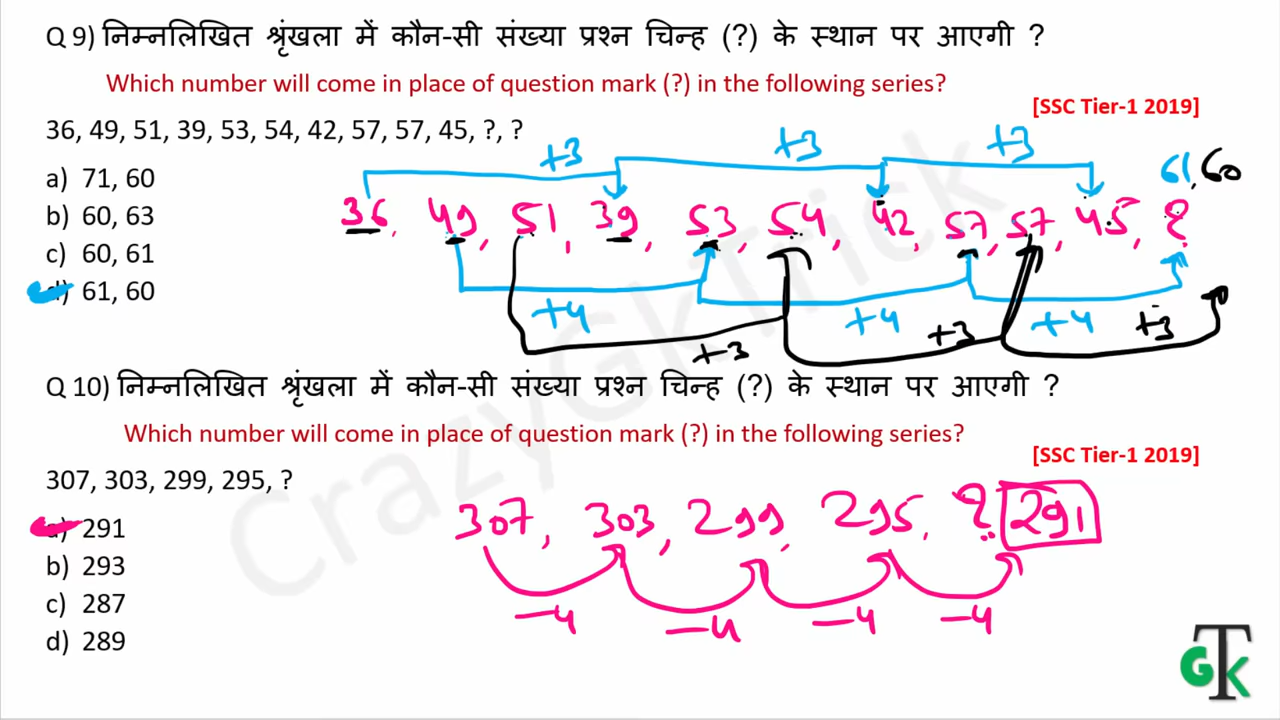 Q 9) निम्नलिखित श्रृंखला में कौन-सी संख्या प्रश्न चिन्ह (?) के स्थान पर आएगी ?
Which number will come in place of question mark (?) in the following series?
[SSC Tier-1 2019]
36, 49, 51, 39, 53, 54, 42, 57, 57, 45, ?, ?
+3 +3 +3
a) 71, 60
61, 60
b) 60, 63
36, 49, 51, 39, 53, 54, 42, 57, 57, 45, ?
c) 60, 61
d) 61, 60
+4 +4 +4
+3 +3 +3
Q 10) निम्नलिखित श्रृंखला में कौन-सी संख्या प्रश्न चिन्ह (?) के स्थान पर आएगी ?
Which number will come in place of question mark (?) in the following series?
[SSC Tier-1 2019]
307, 303, 299, 295, ?
307, 303, 299, 295, ? 291
a) 291
b) 293
c) 287
d) 289
-4 -4 -4 -4
CrazyGkTrick
GTK